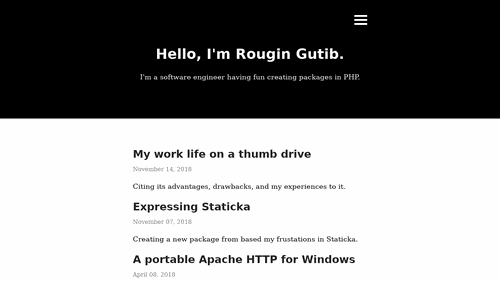 Hello, I'm Rougin Gutib.
I'm a software engineer having fun creating packages in PHP.
My work life on a thumb drive
November 14, 2018
Citing its advantages, drawbacks, and my experiences to it.
Expressing Staticka
November 07, 2018
Creating a new package from based my frustations in Staticka.
A portable Apache HTTP for Windows
April 08, 2018